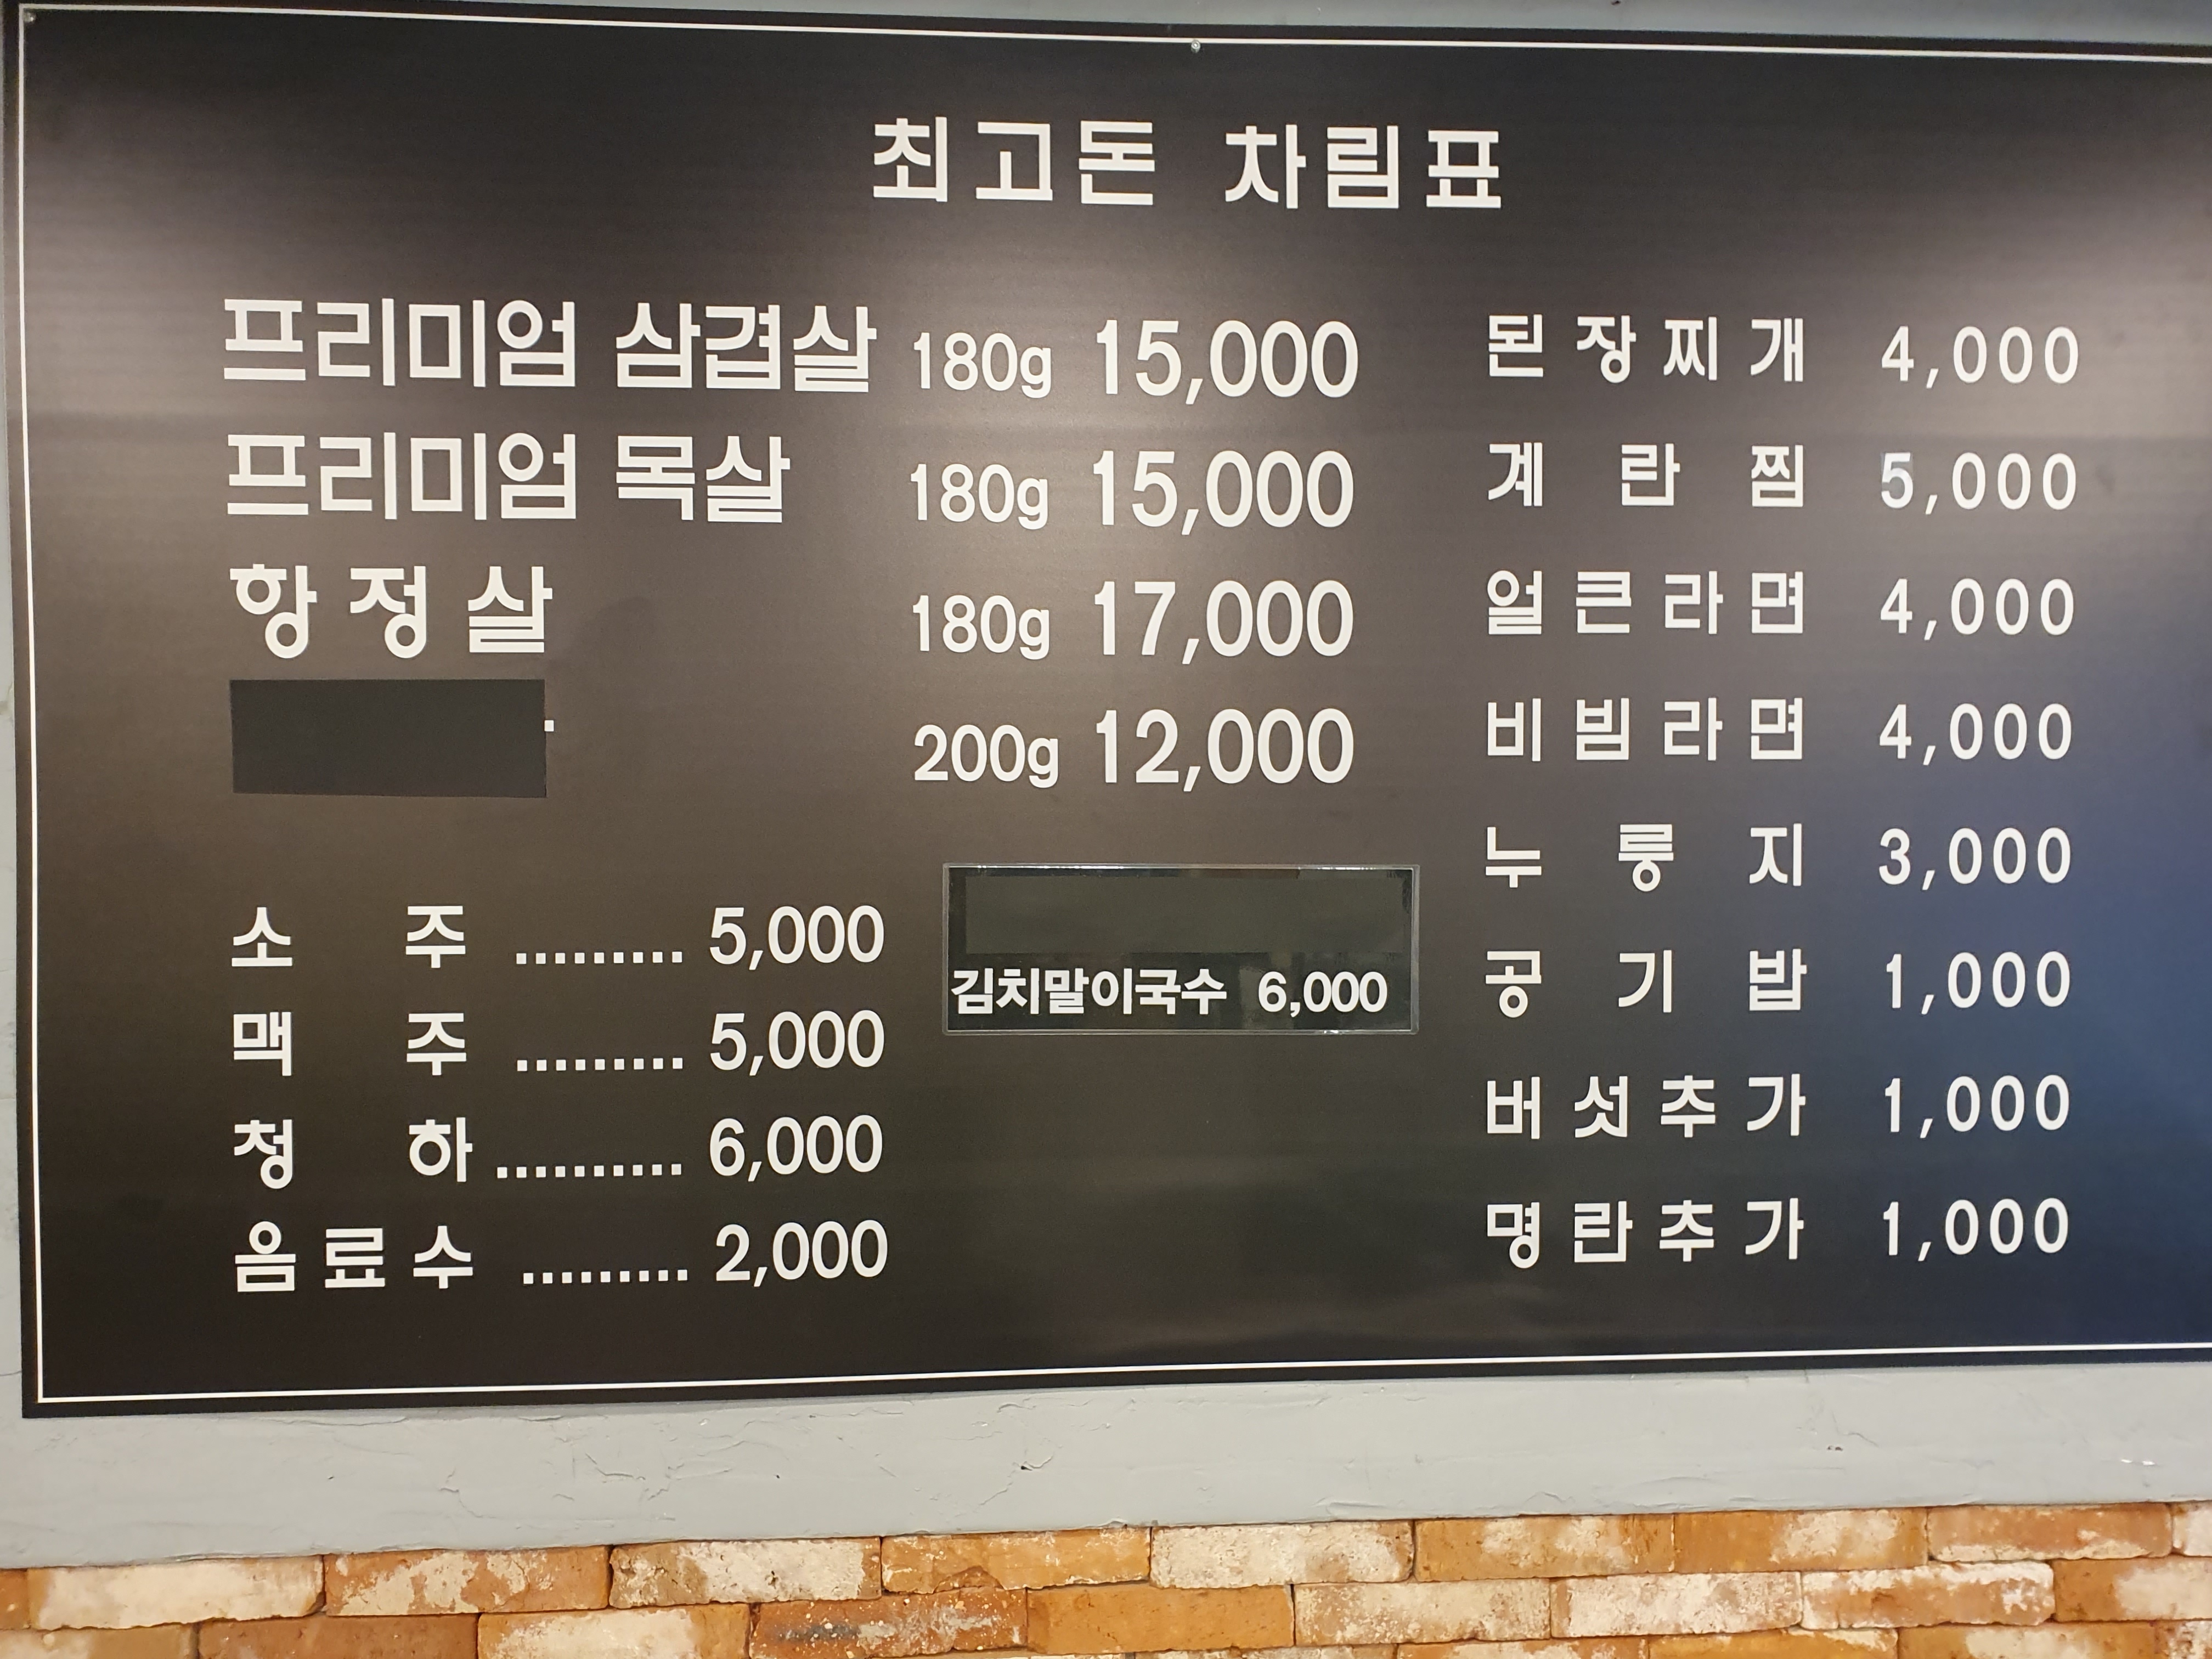 최고돈 차림표
프리미엄 삼겹살 180g 15,000
프리미엄 목살 180g 15,000
항정살 180g 17,000
200g 12,000
소주 ......... 5,000
맥주 ......... 5,000
청하 .......... 6,000
음료수 ......... 2,000
김치말이국수 6,000
된장찌개 4,000
계란찜 5,000
얼큰라면 4,000
비빔라면 4,000
누룽지 3,000
공기밥 1,000
버섯추가 1,000
명란추가 1,000